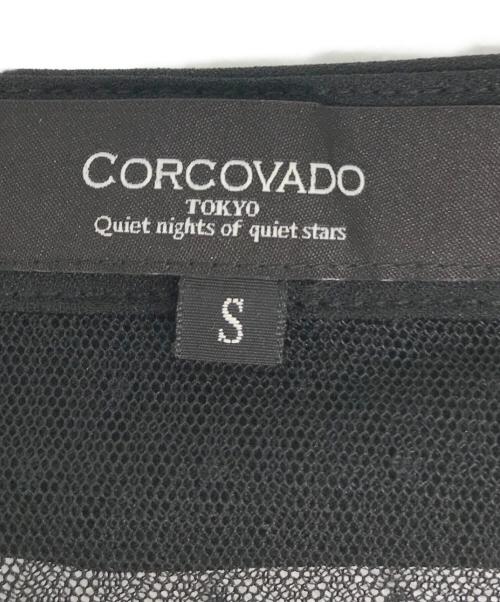 CORCOVADO
TOKYO
Quiet nights of quiet stars
S